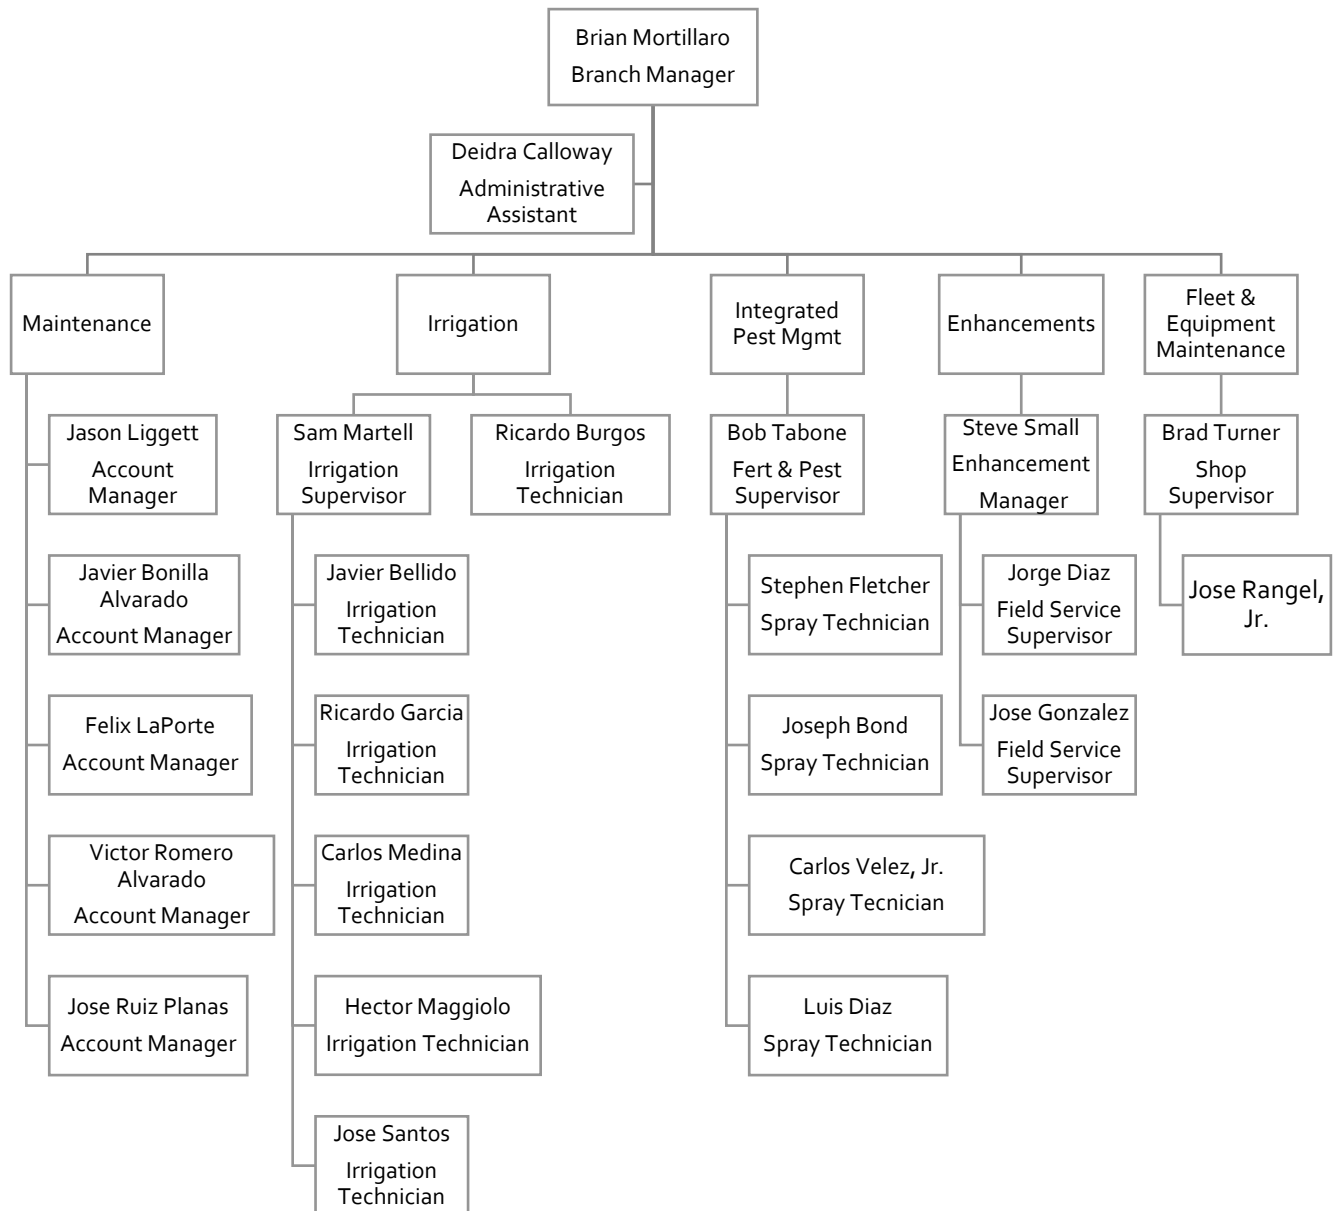 Brian Mortillaro
Branch Manager
Deidra Calloway
Administrative
Assistant
Maintenance
Irrigation
Integrated
Pest Mgmt
Enhancements
Fleet &
Equipment
Maintenance
Jason Liggett
Account
Manager
Javier Bonilla
Alvarado
Account Manager
Felix LaPorte
Account Manager
Victor Romero
Alvarado
Account Manager
Jose Ruiz Planas
Account Manager
Sam Martell
Irrigation
Supervisor
Ricardo Burgos
Irrigation
Technician
Javier Bellido
Irrigation
Technician
Ricardo Garcia
Irrigation
Technician
Carlos Medina
Irrigation
Technician
Hector Maggiolo
Irrigation Technician
Jose Santos
Irrigation
Technician
Bob Tabone
Fert & Pest
Supervisor
Stephen Fletcher
Spray Technician
Joseph Bond
Spray Technician
Carlos Velez, Jr.
Spray Tecnician
Luis Diaz
Spray Technician
Steve Small
Enhancement
Manager
Jorge Diaz
Field Service
Supervisor
Jose Gonzalez
Field Service
Supervisor
Brad Turner
Shop
Supervisor
Jose Rangel,
Jr.